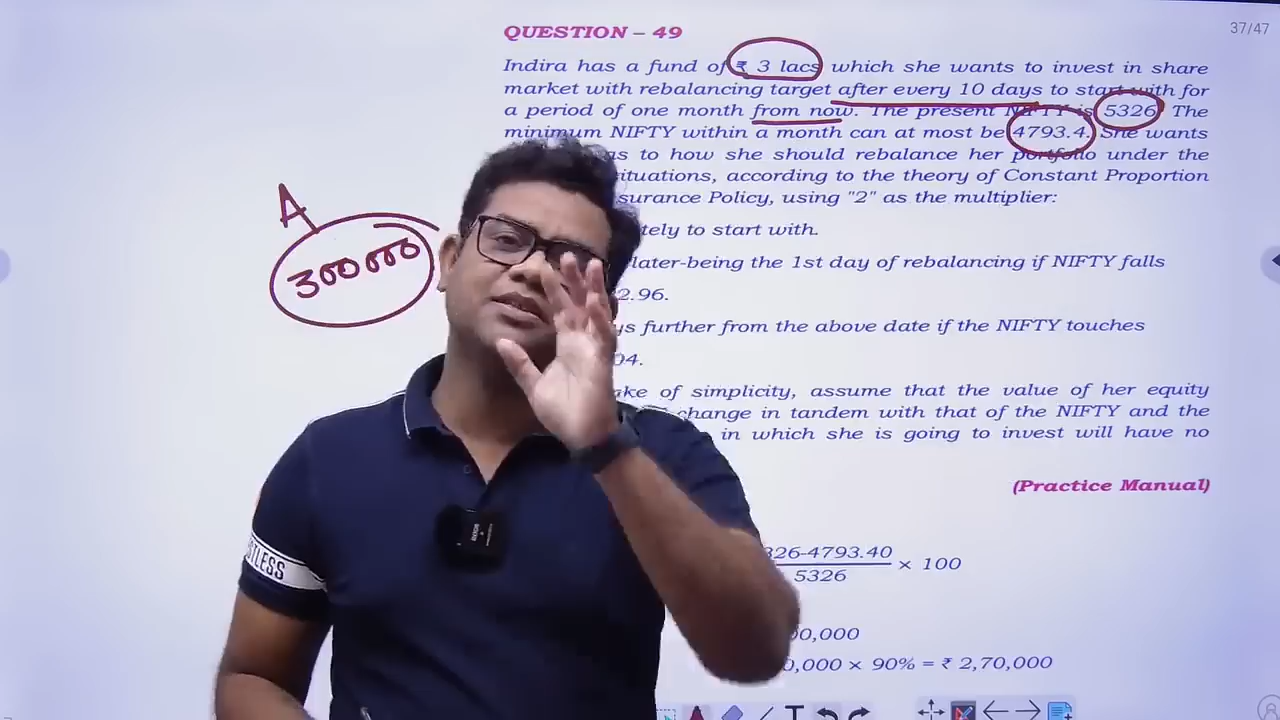 37/47
QUESTION – 49
Indira has a fund of ₹ 3 lacs which she wants to invest in share
market with rebalancing target after every 10 days to start with for
a period of one month from now. The present NIFTY is 5326. The
minimum NIFTY within a month can at most be 4793.4. She wants
to how she should rebalance her portfolio under the
situations, according to the theory of Constant Proportion
surance Policy, using "2" as the multiplier:
A
tely to start with.
300000
later-being the 1st day of rebalancing if NIFTY falls
2.96.
ys further from the above date if the NIFTY touches
04.
ake of simplicity, assume that the value of her equity
change in tandem with that of the NIFTY and the
in which she is going to invest will have no
(Practice Manual)
326-4793.40
5326
× 100
00,000
0,000 × 90% = ₹ 2,70,000
T